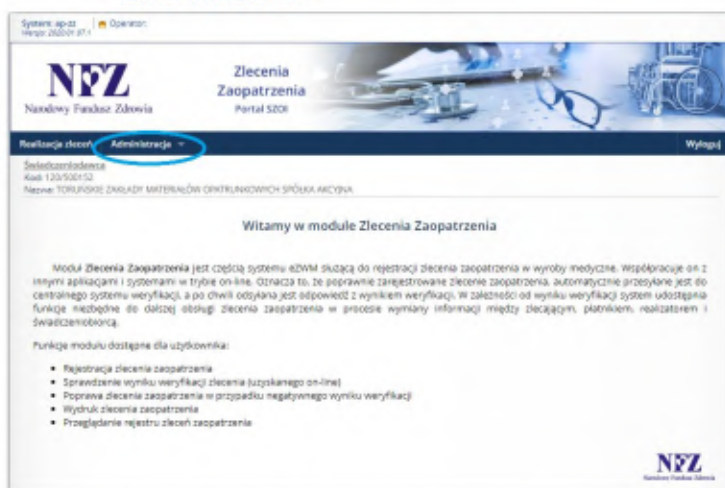 System: ap-zz Operator:
Wersja: 2020.01.07.1
NFZ
Narodowy Fundusz Zdrowia
Zlecenia
Zaopatrzenia
Portal SZOI
Realizacja zleceń Administracja Wyloguj
Świadczeniodawca
Kod: 120/500152
Nazwa: TORUŃSKIE ZAKŁADY MATERIAŁÓW OPATRUNKOWYCH SPÓŁKA AKCYJNA
Witamy w module Zlecenia Zaopatrzenia
Moduł Zlecenia Zaopatrzenia jest częścią systemu eZWM służącą do rejestracji zlecenia zaopatrzenia w wyroby medyczne. Współpracuje on z
innymi aplikacjami i systemami w trybie on-line. Oznacza to, że poprawnie zarejestrowane zlecenie zaopatrzenia, automatycznie przesyłane jest do
centralnego systemu weryfikacji, a po chwili odsyłana jest odpowiedź z wynikiem weryfikacji. W zależności od wyniku weryfikacji system udostępnia
funkcje niezbędne do dalszej obsługi zlecenia zaopatrzenia w procesie wymiany informacji między zlecającym, płatnikiem, realizatorem i
świadczeniobiorcą.
Funkcje modułu dostępne dla użytkownika:
Rejestracja zlecenia zaopatrzenia
Sprawdzenie wyniku weryfikacji zlecenia (uzyskanego on-line)
Poprawa zlecenia zaopatrzenia w przypadku negatywnego wyniku weryfikacji
Wydruk zlecenia zaopatrzenia
Przeglądanie rejestru zleceń zaopatrzenia
NFZ
Narodowy Fundusz Zdrowia